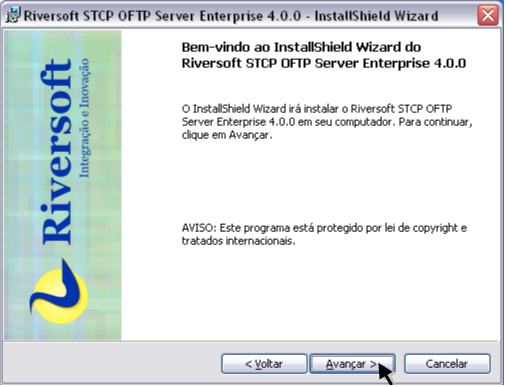 Riversoft STCP OFTP Server Enterprise 4.0.0 - InstallShield Wizard
Riversoft
Integração e Inovação
Bem-vindo ao InstallShield Wizard do
Riversoft STCP OFTP Server Enterprise 4.0.0
O InstallShield Wizard irá instalar o Riversoft STCP OFTP
Server Enterprise 4.0.0 em seu computador. Para continuar,
clique em Avançar.
AVISO: Este programa está protegido por lei de copyright e
tratados internacionais.
< Voltar
Avançar >
Cancelar